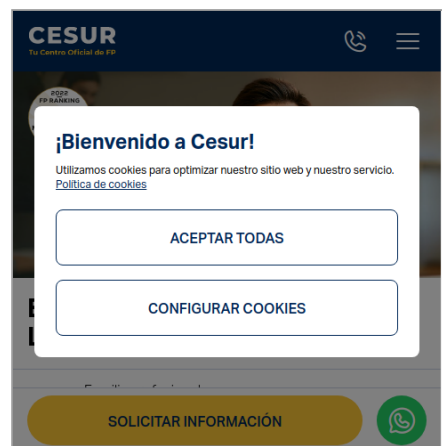 CESUR
Tu Centro Oficial de FP
2022
FP RANKING
¡Bienvenido a Cesur!
Utilizamos cookies para optimizar nuestro sitio web y nuestro servicio.
Política de cookies
ACEPTAR TODAS
CONFIGURAR COOKIES
SOLICITAR INFORMACIÓN